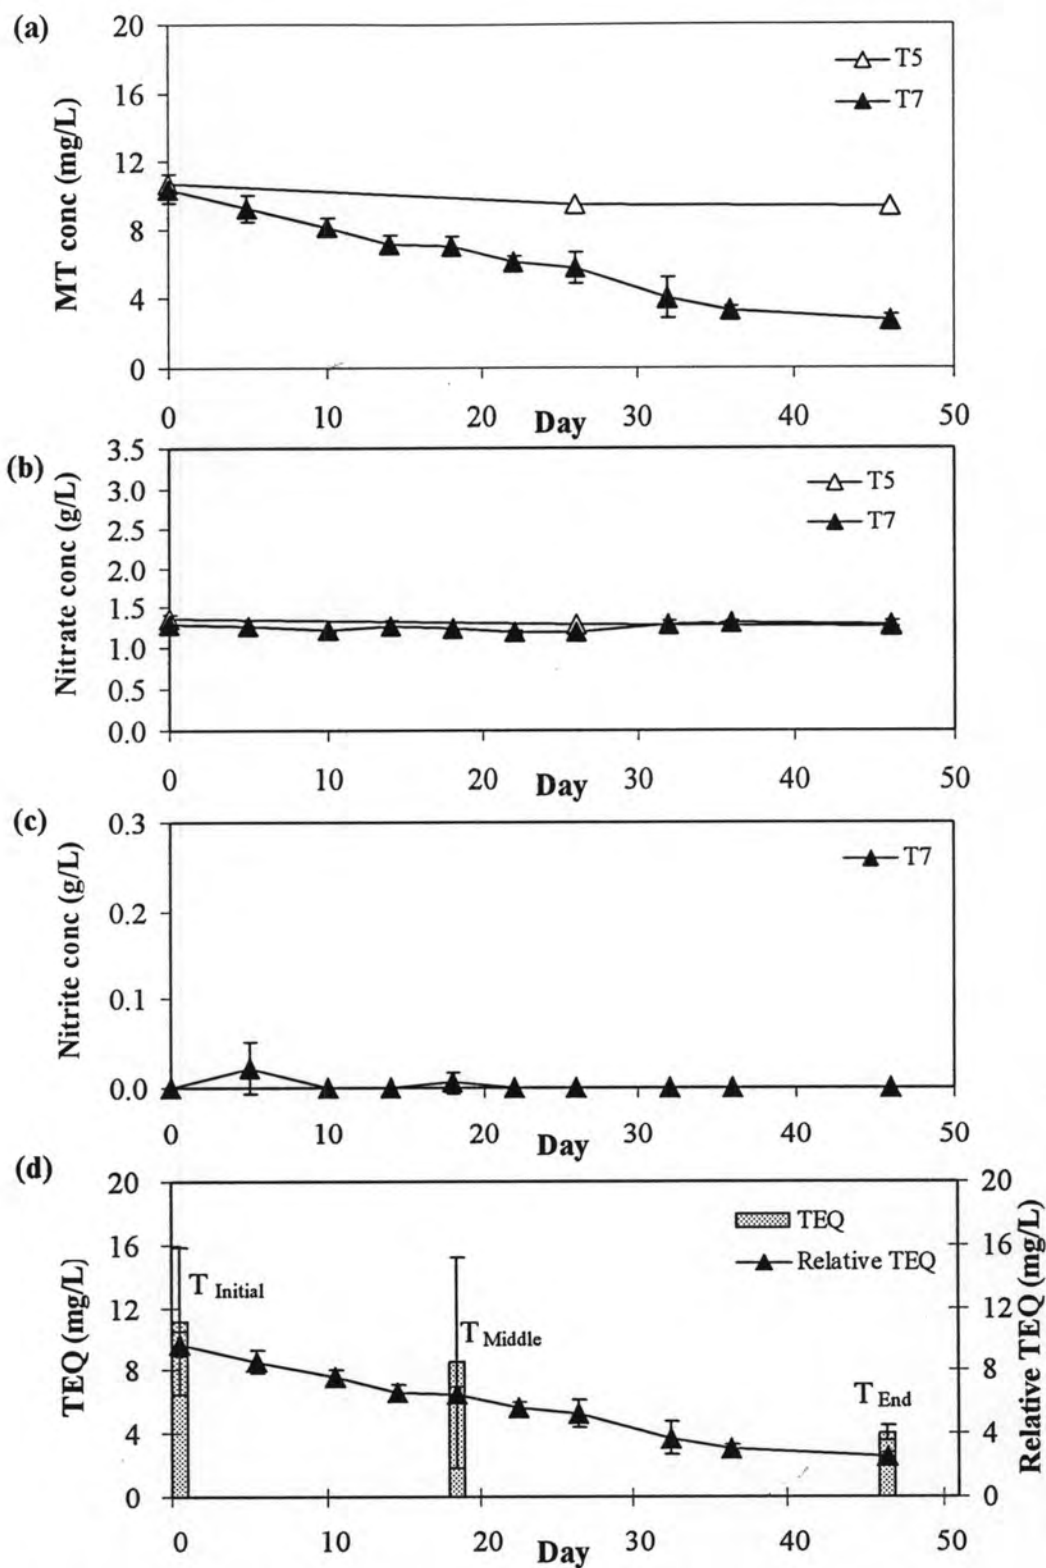 (a)
MT conc (mg/L)
20
16
12
8
4
0
T5
T7
0 10 20 30 40 50
Day
(b)
Nitrate conc (g/L)
3.5
3.0
2.5
2.0
1.5
1.0
0.5
0.0
T5
T7
0 10 20 30 40 50
Day
(c)
Nitrite conc (g/L)
0.3
0.2
0.1
0.0
T7
0 10 20 30 40 50
Day
(d)
TEQ (mg/L)
20
16
12
8
4
0
TEQ
Relative TEQ
T Initial
T Middle
T End
20
16
12
8
4
0
Relative TEQ (mg/L)
0 10 20 30 40 50
Day